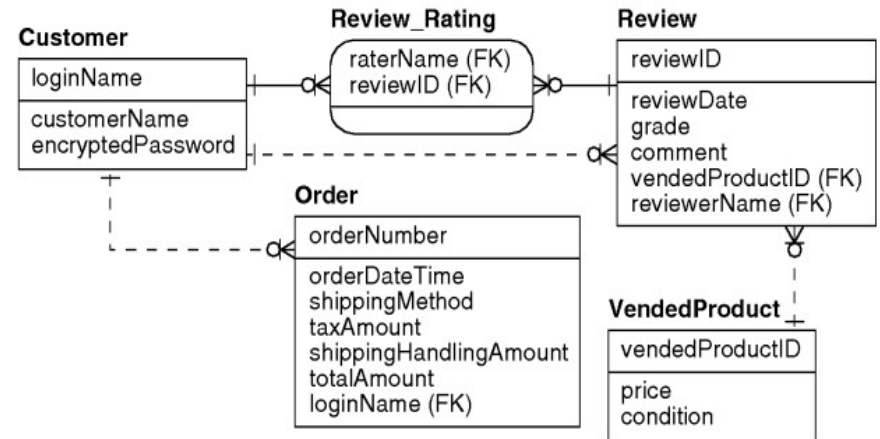 Customer
loginName
customerName
encryptedPassword
Review_Rating
raterName (FK)
reviewID (FK)
Review
reviewID
reviewDate
grade
comment
vendedProductID (FK)
reviewerName (FK)
Order
orderNumber
orderDateTime
shippingMethod
taxAmount
shippingHandlingAmount
totalAmount
loginName (FK)
VendedProduct
vendedProductID
price
condition